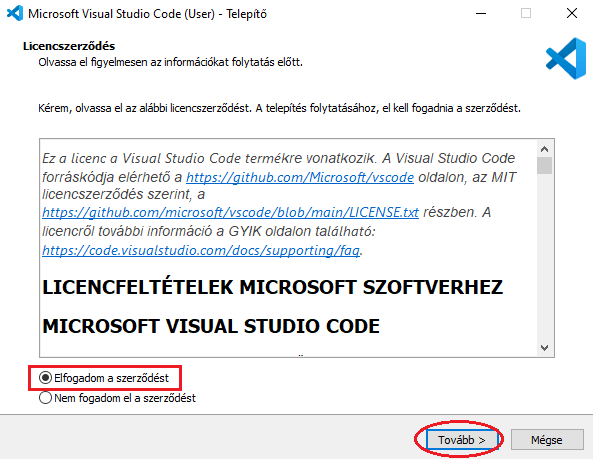 Microsoft Visual Studio Code (User) - Telepítő
Licencszerződés
Olvassa el figyelmesen az információkat folytatás előtt.
Kérem, olvassa el az alábbi licencszerződést. A telepítés folytatásához, el kell fogadnia a szerződést.
Ez a licenc a Visual Studio Code termékre vonatkozik. A Visual Studio Code
forráskódja elérhető a https://github.com/Microsoft/vscode oldalon, az MIT
licencszerződés szerint, a
https://github.com/microsoft/vscode/blob/main/LICENSE.txt részben. A
licencről további információ a GYIK oldalon található:
https://code.visualstudio.com/docs/supporting/faq.
LICENCFELTÉTELEK MICROSOFT SZOFTVERHEZ
MICROSOFT VISUAL STUDIO CODE
Elfogadom a szerződést
Nem fogadom el a szerződést
Tovább >
Mégse